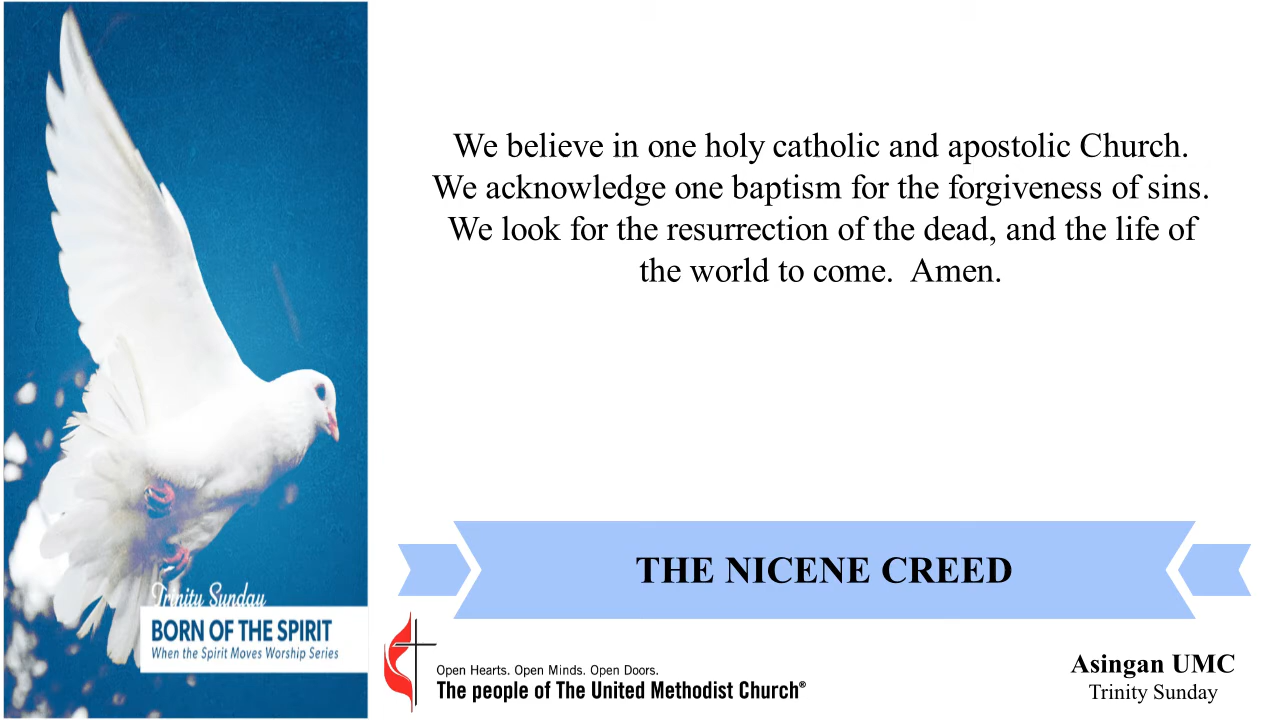 We believe in one holy catholic and apostolic Church.
We acknowledge one baptism for the forgiveness of sins.
We look for the resurrection of the dead, and the life of
the world to come.  Amen.
THE NICENE CREED
Trinity Sunday
BORN OF THE SPIRIT
When the Spirit Moves Worship Series
Open Hearts. Open Minds. Open Doors.
The people of The United Methodist Church®
Asingan UMC
Trinity Sunday